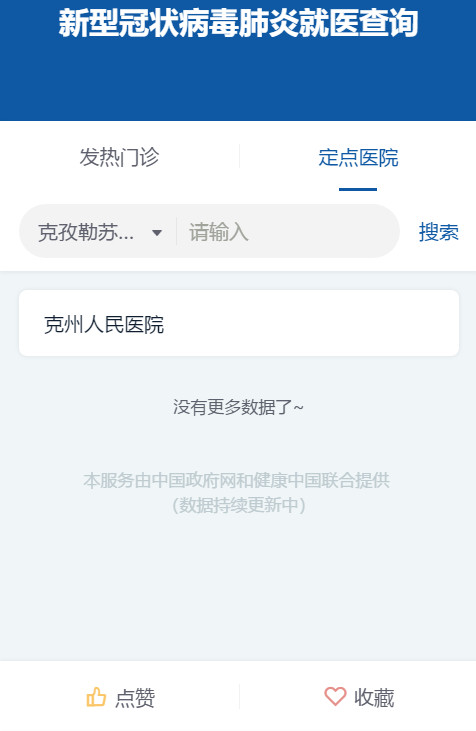 新型冠状病毒肺炎就医查询
发热门诊
定点医院
克孜勒苏...
请输入
搜索
克州人民医院
没有更多数据了~
本服务由中国政府网和健康中国联合提供
（数据持续更新中）
点赞
收藏